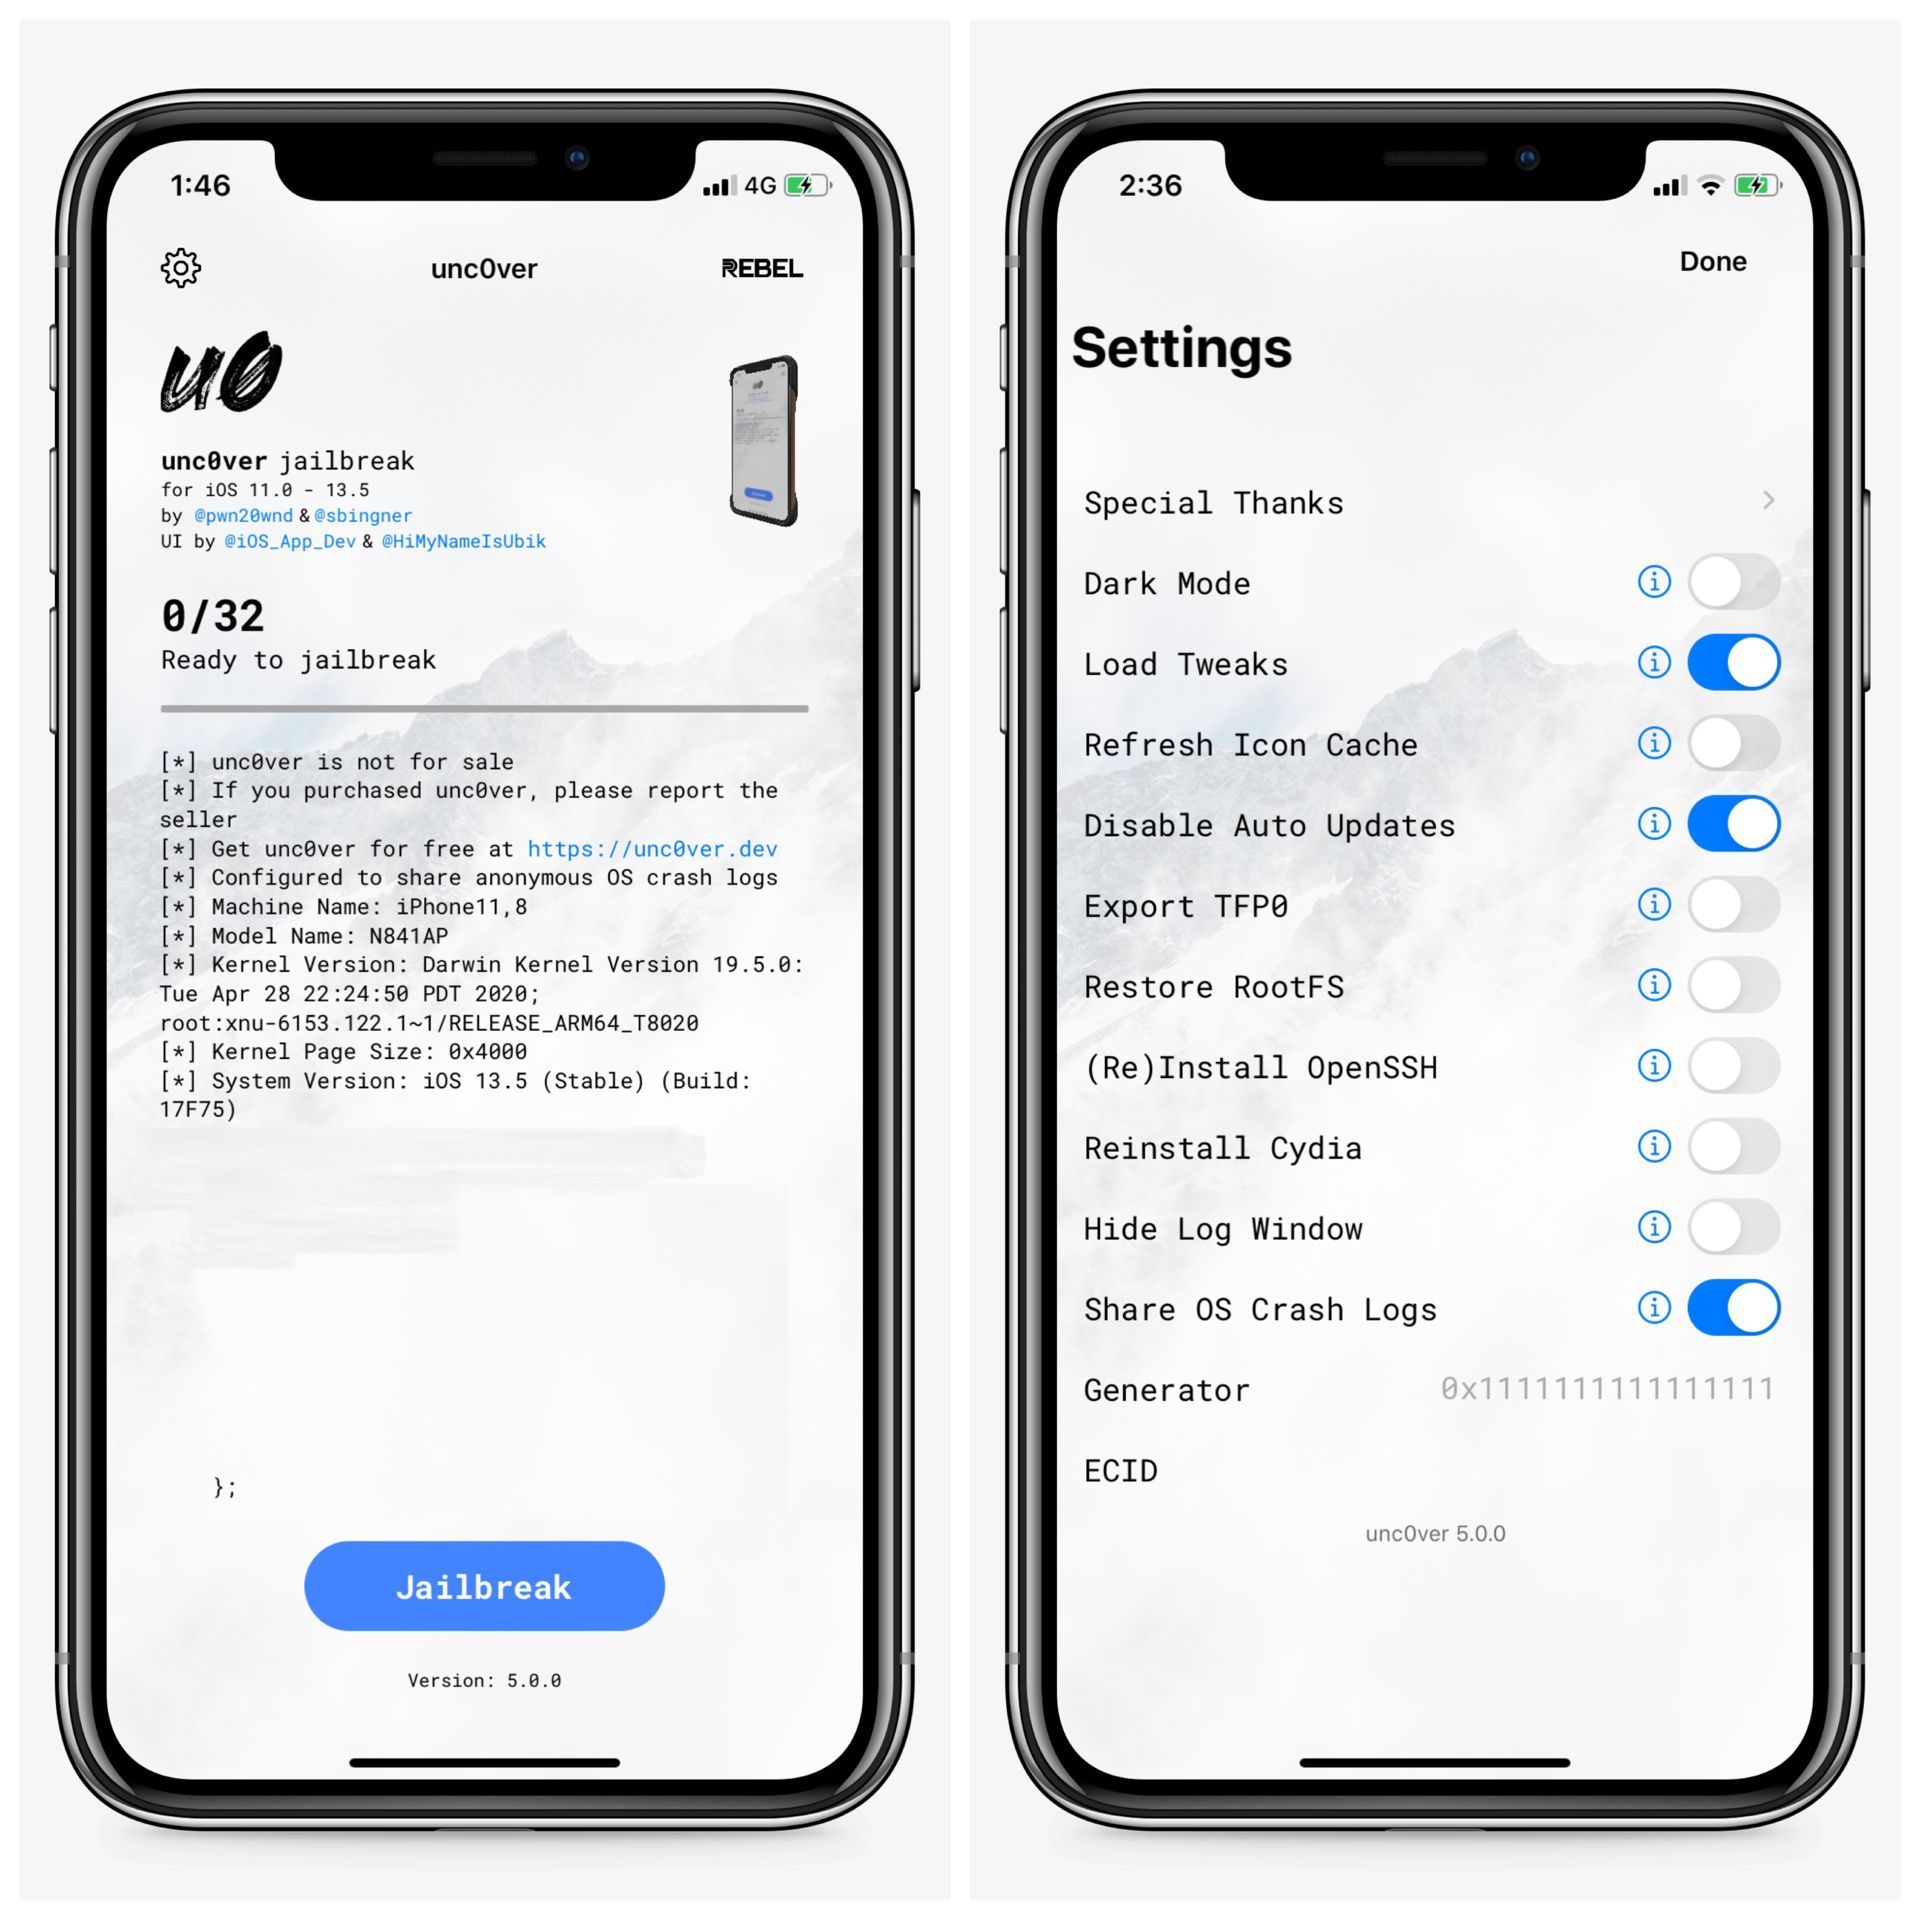 1:46
4G
unc0ver
REBEL
u0
unc0ver jailbreak
for iOS 11.0 - 13.5
by @pwn20wnd & @sbingner
UI by @iOS_App_Dev & @HiMyNameIsUbik
0/32
Ready to jailbreak
[*] unc0ver is not for sale
[*] If you purchased unc0ver, please report the
seller
[*] Get unc0ver for free at https://unc0ver.dev
[*] Configured to share anonymous OS crash logs
[*] Machine Name: iPhone11,8
[*] Model Name: N841AP
[*] Kernel Version: Darwin Kernel Version 19.5.0:
Tue Apr 28 22:24:50 PDT 2020;
root:xnu-6153.122.1~1/RELEASE_ARM64_T8020
[*] Kernel Page Size: 0x4000
[*] System Version: iOS 13.5 (Stable) (Build:
17F75)
};
Jailbreak
Version: 5.0.0
2:36
Done
Settings
Special Thanks
Dark Mode
Load Tweaks
Refresh Icon Cache
Disable Auto Updates
Export TFP0
Restore RootFS
(Re)Install OpenSSH
Reinstall Cydia
Hide Log Window
Share OS Crash Logs
Generator 0x1111111111111111
ECID
unc0ver 5.0.0